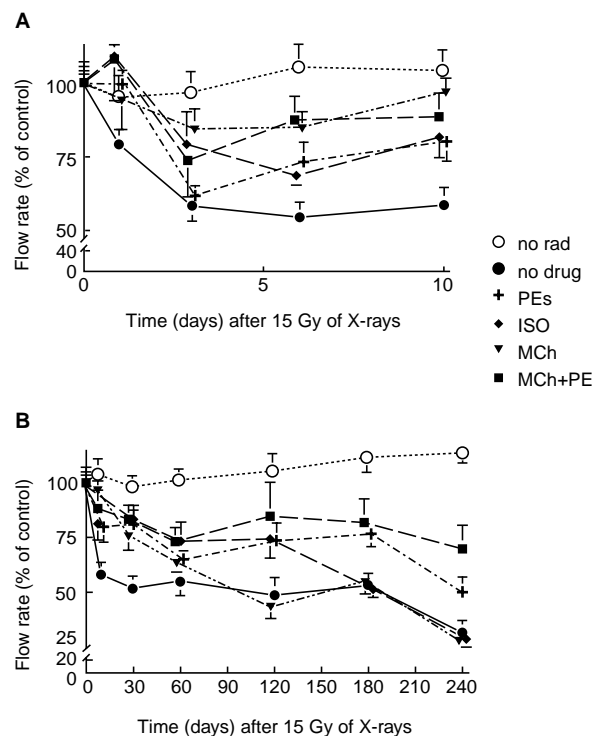 A
100
75
50
40
0
Flow rate (% of control)
0
5
10
Time (days) after 15 Gy of X-rays
no rad
no drug
PEs
ISO
MCh
MCh+PE
B
100
75
50
25
20
0
Flow rate (% of control)
0 30 60 90 120 150 180 210 240
Time (days) after 15 Gy of X-rays